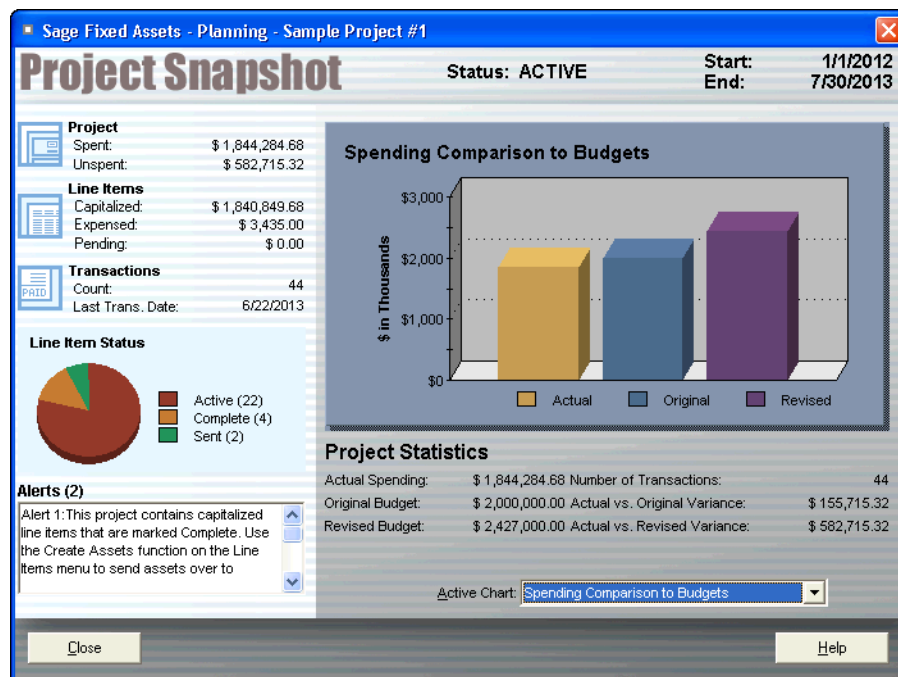 Sage Fixed Assets - Planning - Sample Project #1
Project Snapshot
Status: ACTIVE
Start: 1/1/2012
End: 7/30/2013
Project
Spent: $ 1,844,284.68
Unspent: $ 582,715.32
Line Items
Capitalized: $ 1,840,849.68
Expensed: $ 3,435.00
Pending: $ 0.00
PAID
Transactions
Count: 44
Last Trans. Date: 6/22/2013
Line Item Status
Active (22)
Complete (4)
Sent (2)
Alerts (2)
Alert 1:This project contains capitalized
line items that are marked Complete. Use
the Create Assets function on the Line
Items menu to send assets over to
Spending Comparison to Budgets
$ in Thousands
$3,000
$2,000
$1,000
$0
Actual Original Revised
Project Statistics
Actual Spending: $ 1,844,284.68 Number of Transactions: 44
Original Budget: $ 2,000,000.00 Actual vs. Original Variance: $ 155,715.32
Revised Budget: $ 2,427,000.00 Actual vs. Revised Variance: $ 582,715.32
Active Chart: Spending Comparison to Budgets
Close
Help